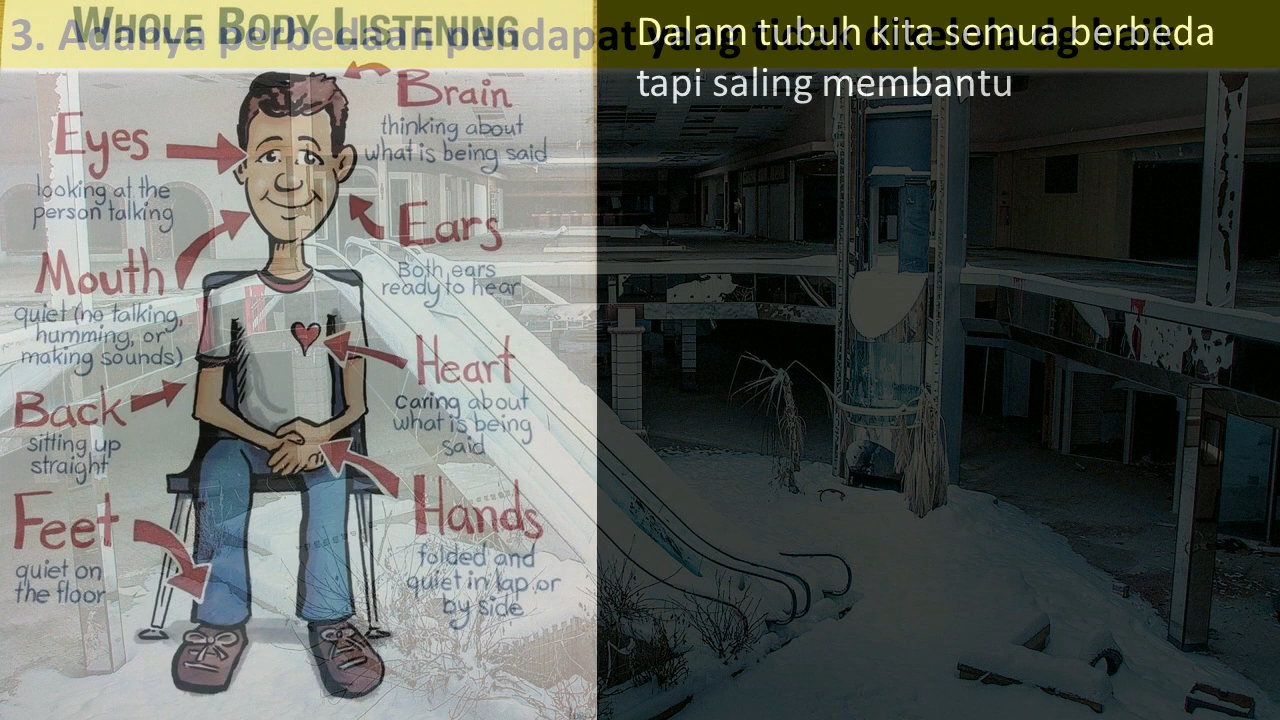 3. Adanya perbedaan pendapat yang tidak dikelola dg baik
WHOLE BODY LISTENING
Dalam tubuh kita semua berbeda
tapi saling membantu
Brain
thinking about
what is being said
Eyes
looking at the
person talking
Ears
Both ears
ready to hear
Mouth
quiet (no talking,
humming, or
making sounds)
Heart
caring about
what is being
said
Back
sitting up
straight
Hands
folded and
quiet in lap or
by side
Feet
quiet on
the floor